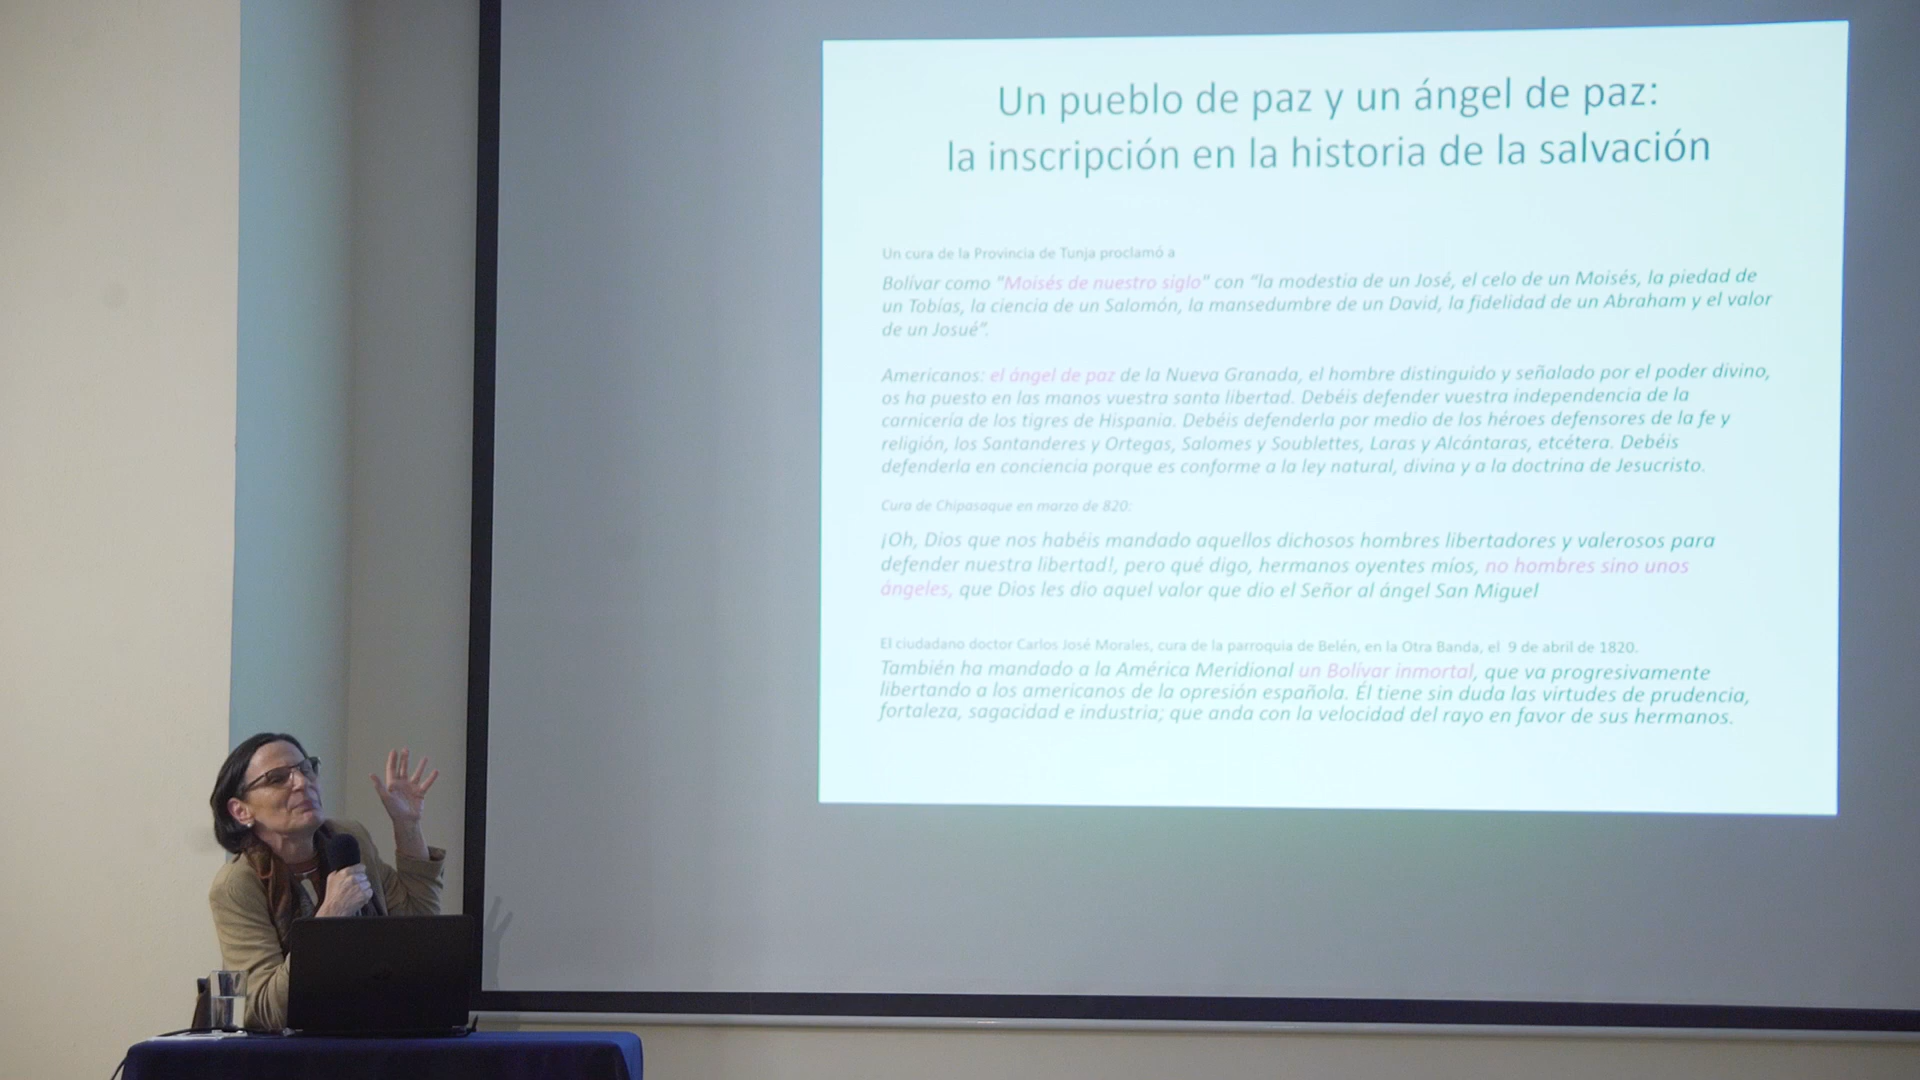 Un pueblo de paz y un ángel de paz:
la inscripción en la historia de la salvación
Un cura de la Provincia de Tunja proclamó a
Bolívar como "Moisés de nuestro siglo" con "la modestia de un José, el celo de un Moisés, la piedad de
un Tobías, la ciencia de un Salomón, la mansedumbre de un David, la fidelidad de un Abraham y el valor
de un Josué".
Americanos: el ángel de paz de la Nueva Granada, el hombre distinguido y señalado por el poder divino,
os ha puesto en las manos vuestra santa libertad. Debéis defender vuestra independencia de la
carnicería de los tigres de Hispania. Debéis defenderla por medio de los héroes defensores de la fe y
religión, los Santanderes y Ortegas, Salomes y Soublettes, Laras y Alcántaras, etcétera. Debéis
defenderla en conciencia porque es conforme a la ley natural, divina y a la doctrina de Jesucristo.
Cura de Chipasaque en marzo de 820:
¡Oh, Dios que nos habéis mandado aquellos dichosos hombres libertadores y valerosos para
defender nuestra libertad!, pero qué digo, hermanos oyentes míos, no hombres sino unos
ángeles, que Dios les dio aquel valor que dio el Señor al ángel San Miguel
El ciudadano doctor Carlos José Morales, cura de la parroquia de Belén, en la Otra Banda, el 9 de abril de 1820.
También ha mandado a la América Meridional un Bolívar inmortal, que va progresivamente
libertando a los americanos de la opresión española. Él tiene sin duda las virtudes de prudencia,
fortaleza, sagacidad e industria; que anda con la velocidad del rayo en favor de sus hermanos.